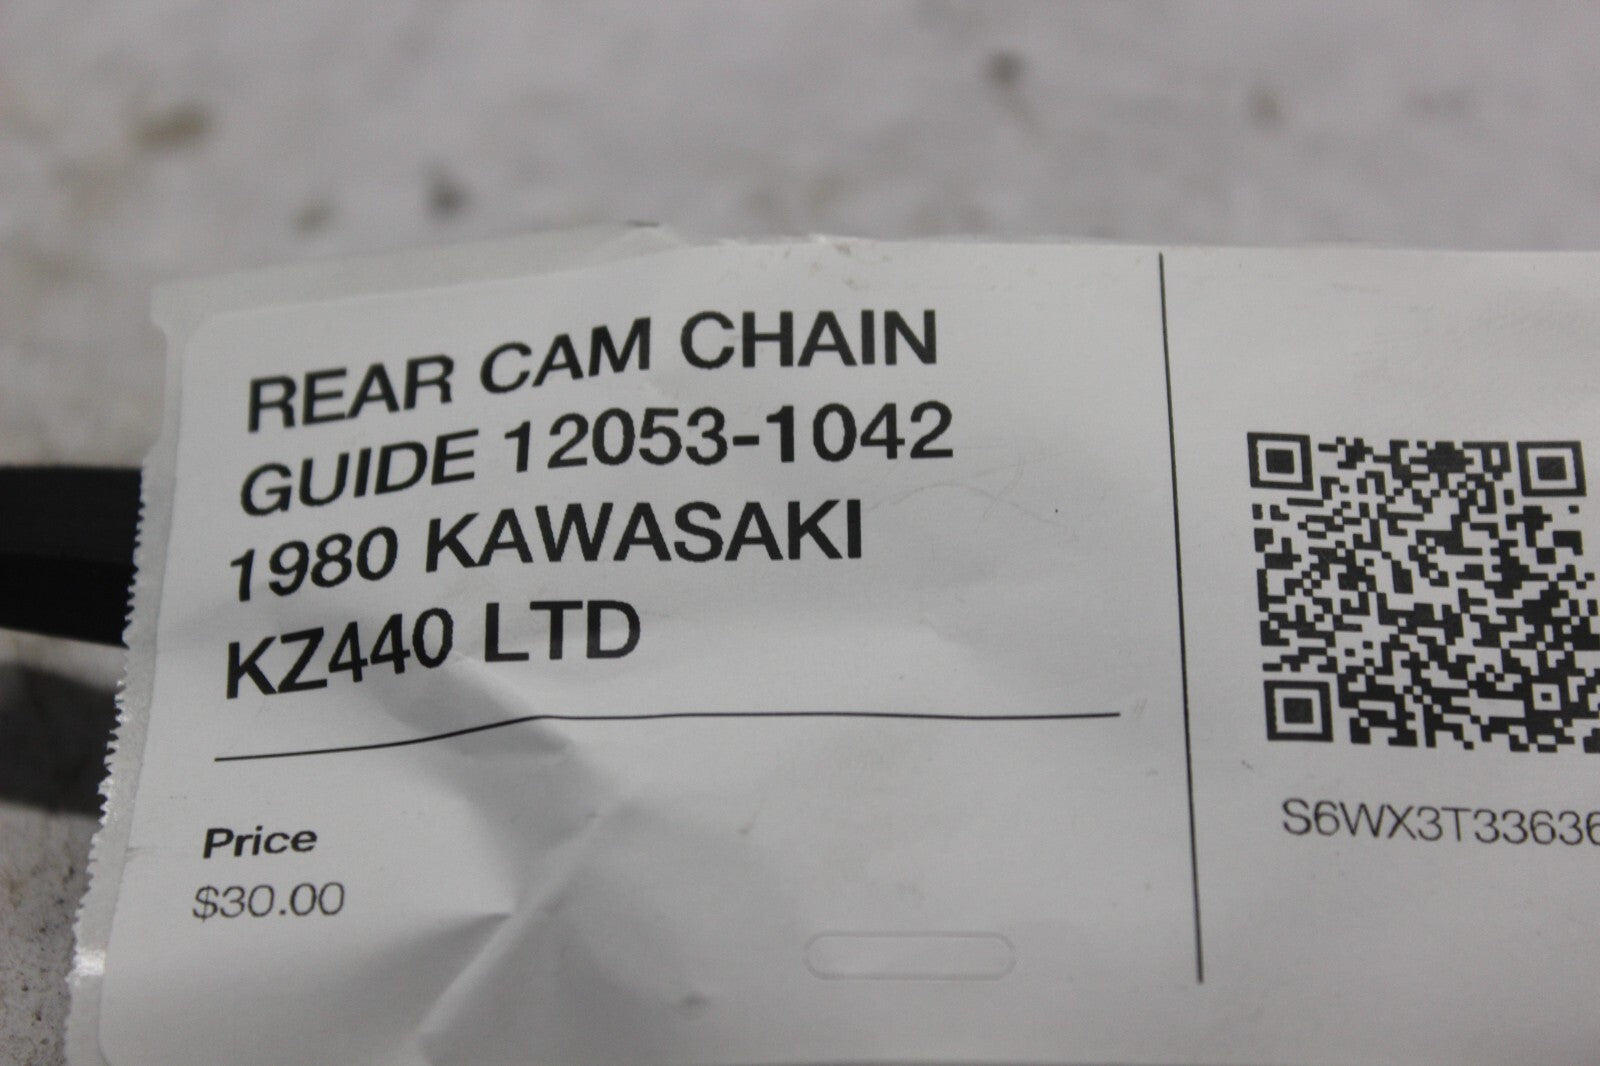 REAR CAM CHAIN
GUIDE 12053-1042
1980 KAWASAKI
KZ440 LTD
Price
$30.00
S6WX3T33636